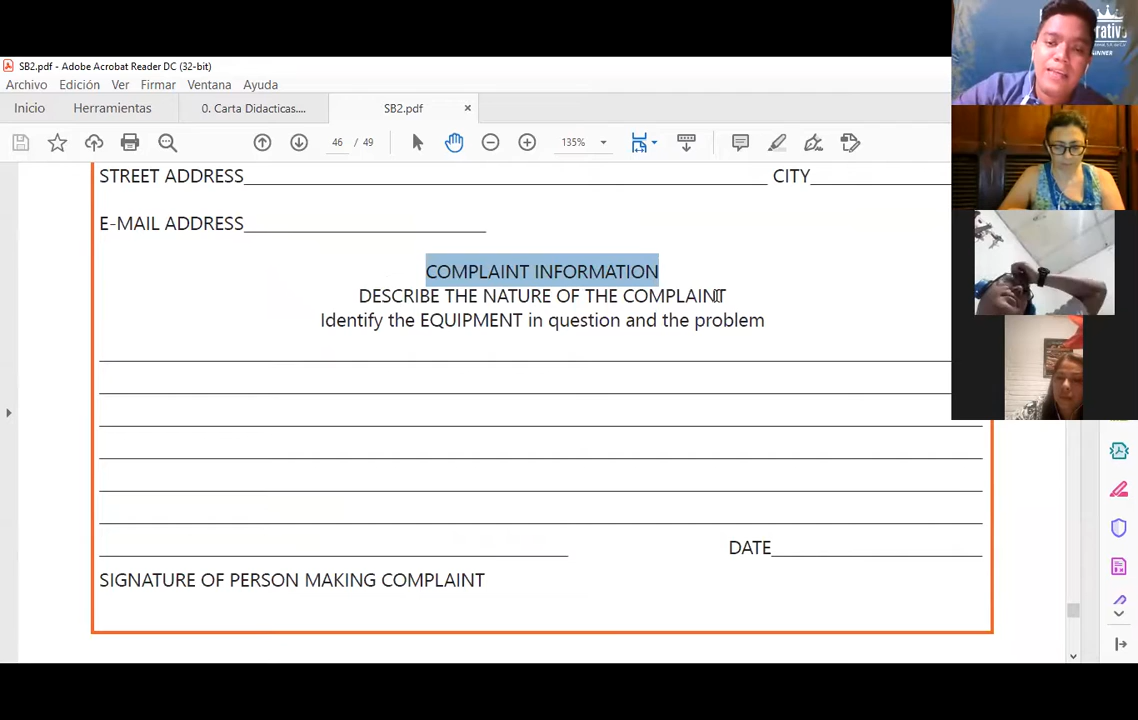 SB2.pdf - Adobe Acrobat Reader DC (32-bit)
Archivo Edición Ver Firmar Ventana Ayuda
Inicio Herramientas 0. Carta Didacticas.... SB2.pdf ×
46 / 49 135%
STREET ADDRESS CITY
E-MAIL ADDRESS
COMPLAINT INFORMATION
DESCRIBE THE NATURE OF THE COMPLAINT
Identify the EQUIPMENT in question and the problem
DATE
SIGNATURE OF PERSON MAKING COMPLAINT